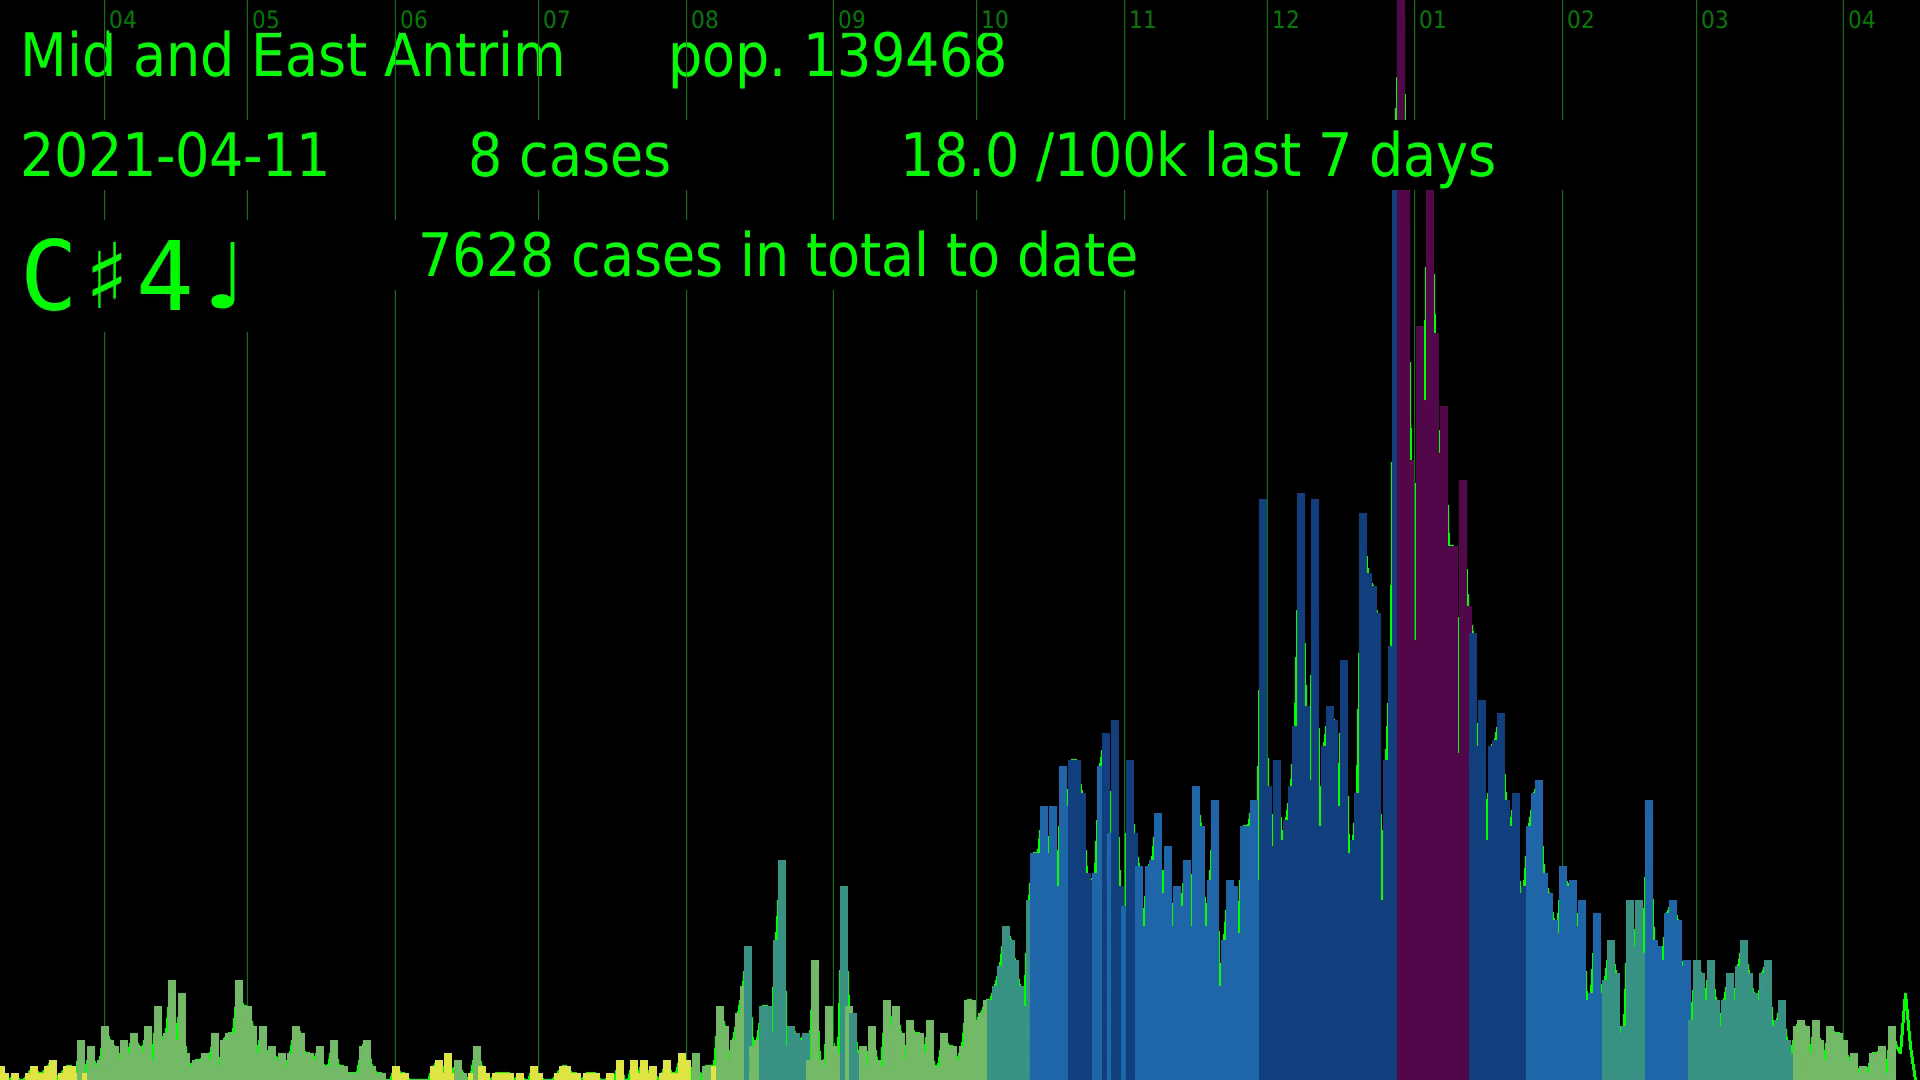 04 05 06 07 08 09 10 11 12 01 02 03 04
Mid and East Antrim pop. 139468
2021-04-11 8 cases 18.0 /100k last 7 days
C♯4♩ 7628 cases in total to date